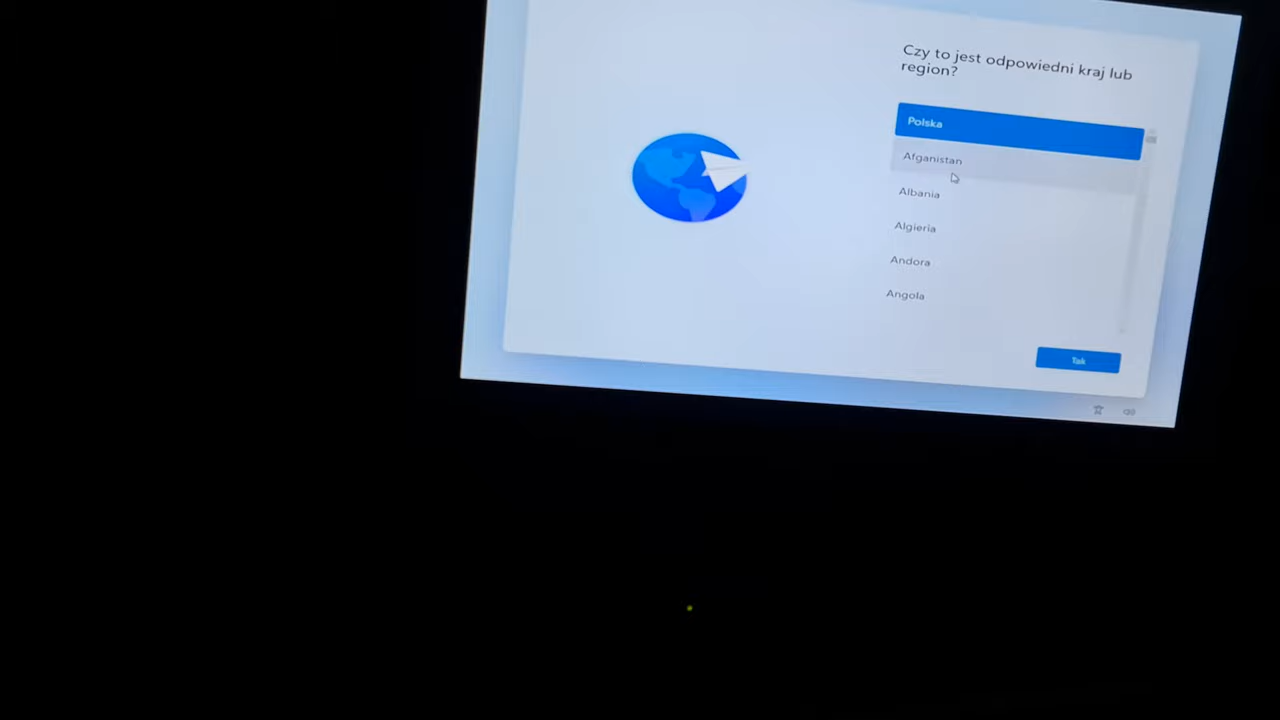 Czy to jest odpowiedni kraj lub
region?
Polska
Afganistan
Albania
Algieria
Andora
Angola
Tak